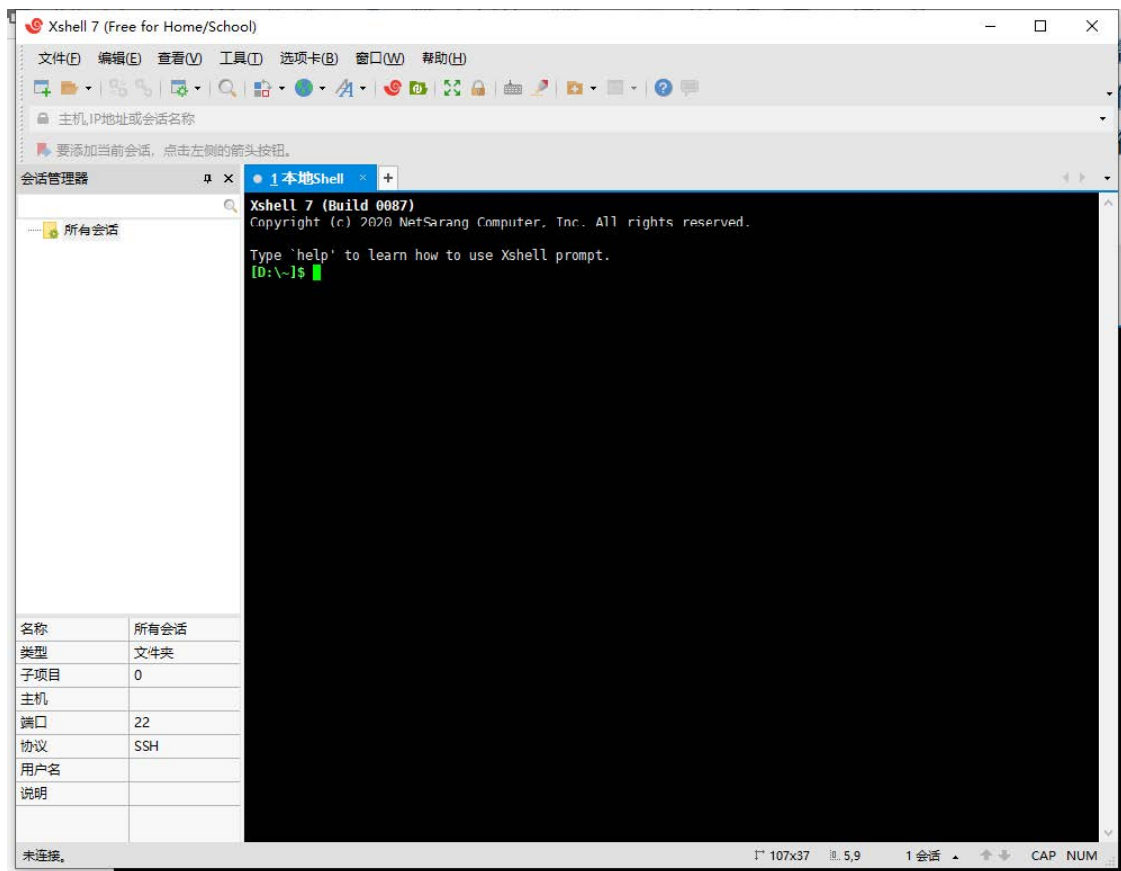 Xshell 7 (Free for Home/School)
文件(F) 编辑(E) 查看(V) 工具(T) 选项卡(B) 窗口(W) 帮助(H)
主机,IP地址或会话名称
要添加当前会话, 点击左侧的箭头按钮。
会话管理器
1 本地Shell
所有会话
Xshell 7 (Build 0087)
Copyright (c) 2020 NetSarang Computer, Inc. All rights reserved.
Type `help' to learn how to use Xshell prompt.
[D:\~]$
名称 所有会话
类型 文件夹
子项目 0
主机
端口 22
协议 SSH
用户名
说明
未连接。 107x37 5,9 1 会话 CAP NUM